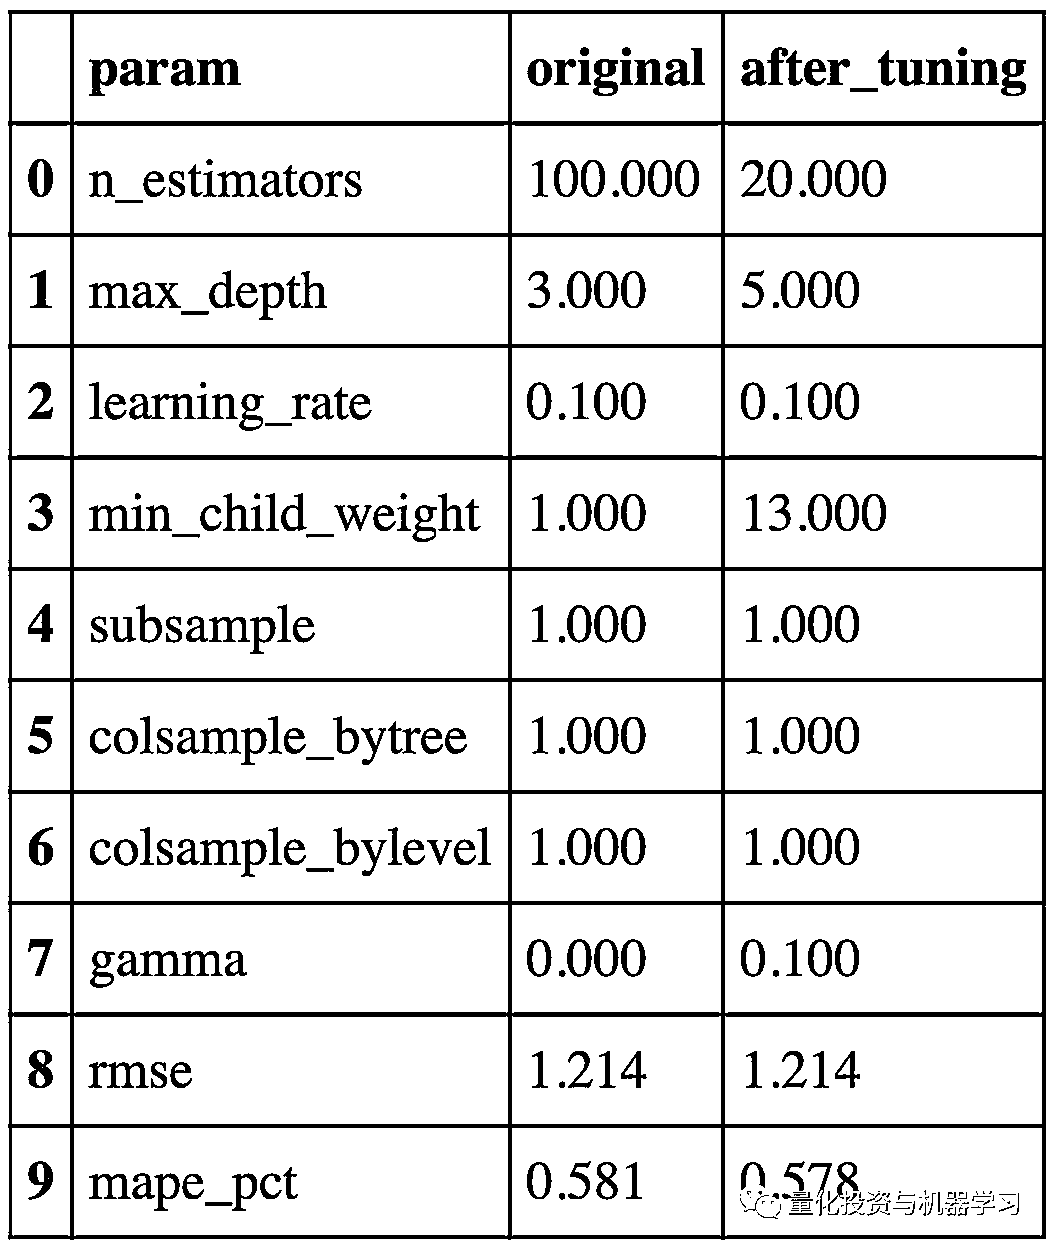 param original after_tuning
0 n_estimators 100.000 20.000
1 max_depth 3.000 5.000
2 learning_rate 0.100 0.100
3 min_child_weight 1.000 13.000
4 subsample 1.000 1.000
5 colsample_bytree 1.000 1.000
6 colsample_bylevel 1.000 1.000
7 gamma 0.000 0.100
8 rmse 1.214 1.214
9 mape_pct 0.581 0.578
量化投资与机器学习